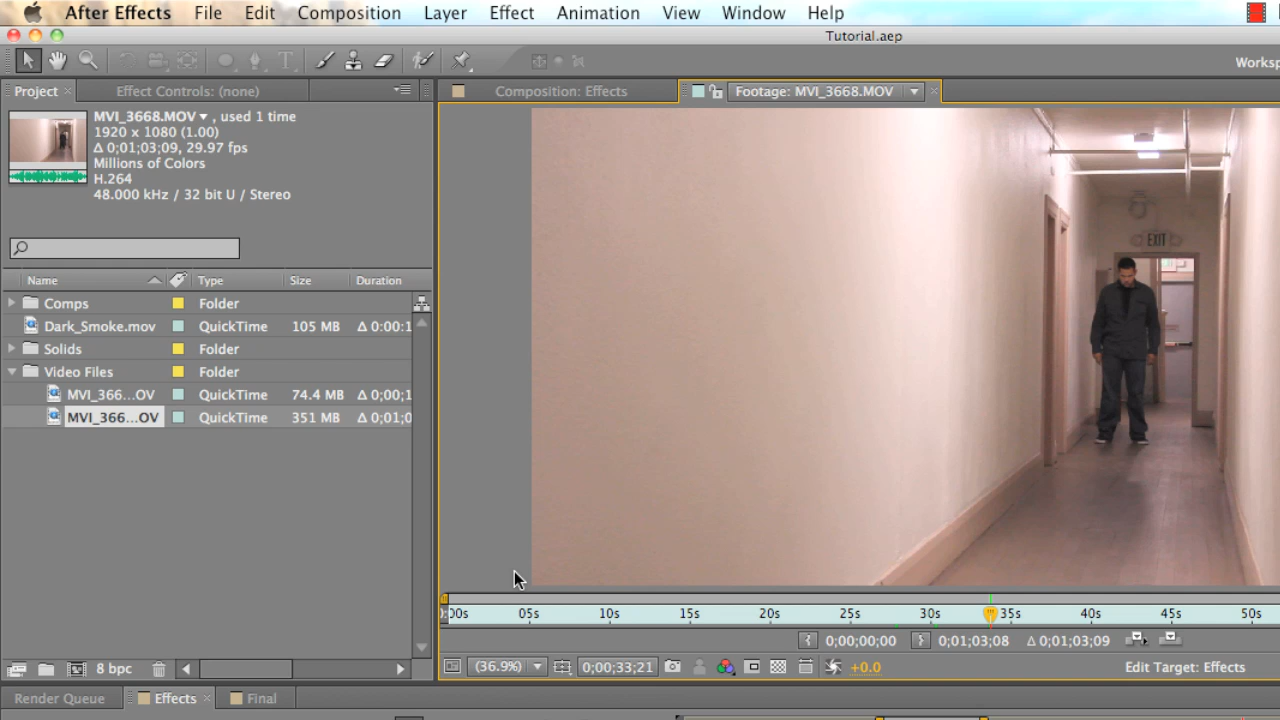 After Effects File Edit Composition Layer Effect Animation View Window Help
Tutorial.aep
Worksp
Project Effect Controls: (none) Composition: Effects Footage: MVI_3668.MOV
MVI_3668.MOV , used 1 time
1920 x 1080 (1.00)
Δ 0;01;03;09, 29.97 fps
Millions of Colors
H.264
48.000 kHz / 32 bit U / Stereo
EXIT
Name Type Size Duration
Comps Folder
Dark_Smoke.mov QuickTime 105 MB Δ 0:00:1
Solids Folder
Video Files Folder
MVI_366...OV QuickTime 74.4 MB Δ 0;00;1
MVI_366...OV QuickTime 351 MB Δ 0;01;0
:00s 05s 10s 15s 20s 25s 30s 35s 40s 45s 50s
0;00;00;00 0;01;03;08 Δ 0;01;03;09
8 bpc (36.9%) 0;00;33;21 +0.0 Edit Target: Effects
Render Queue Effects Final